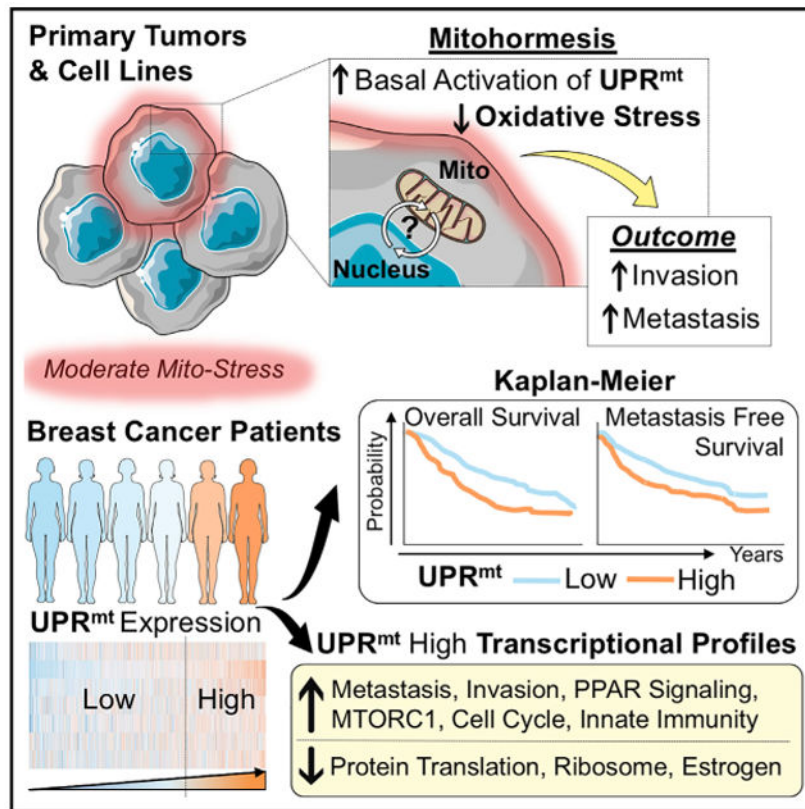 Primary Tumors
& Cell Lines
Moderate Mito-Stress
Mitohormesis
↑ Basal Activation of UPRmt
↓ Oxidative Stress
Mito
?
Nucleus
Outcome
↑ Invasion
↑ Metastasis
Breast Cancer Patients
UPRmt Expression
Low
High
Kaplan-Meier
Overall Survival
Metastasis Free
Survival
Probability
Years
UPRmt Low High
UPRmt High Transcriptional Profiles
↑ Metastasis, Invasion, PPAR Signaling,
MTORC1, Cell Cycle, Innate Immunity
↓ Protein Translation, Ribosome, Estrogen